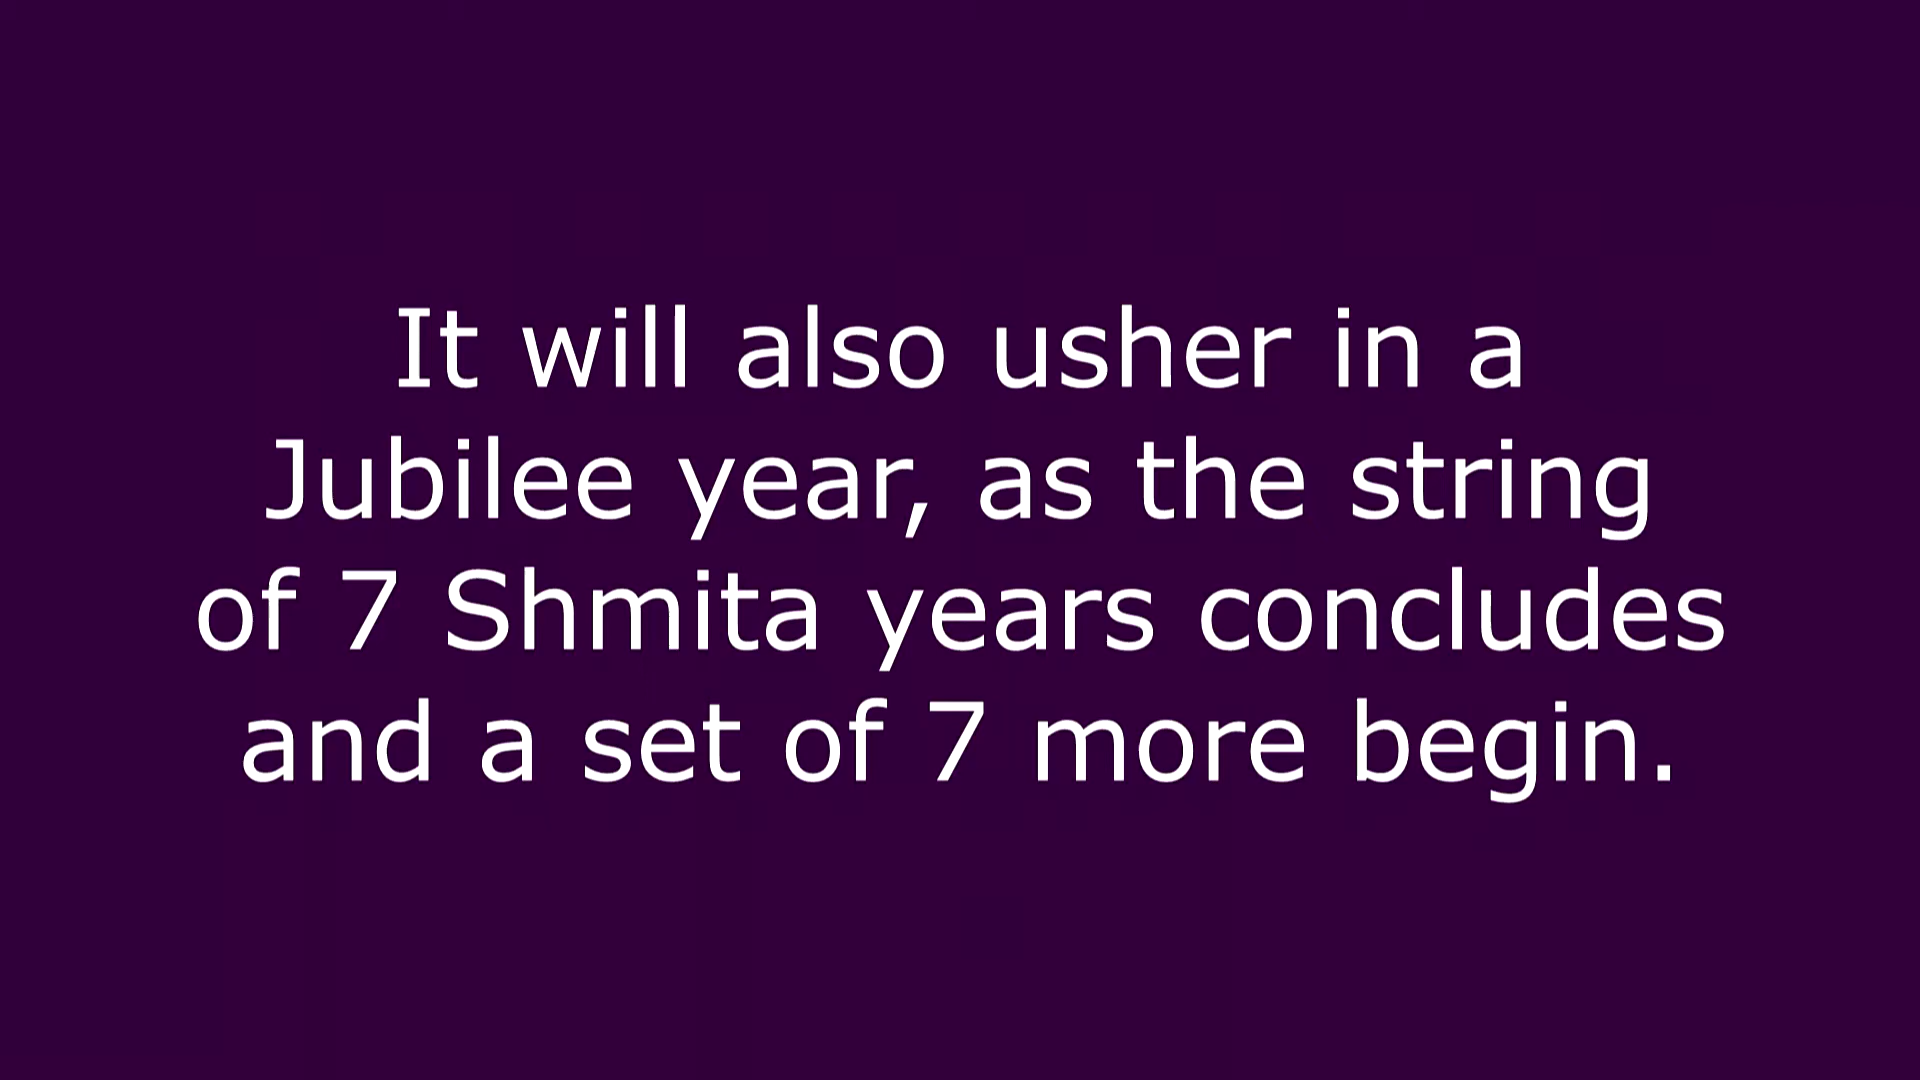 It will also usher in a
Jubilee year, as the string
of 7 Shmita years concludes
and a set of 7 more begin.